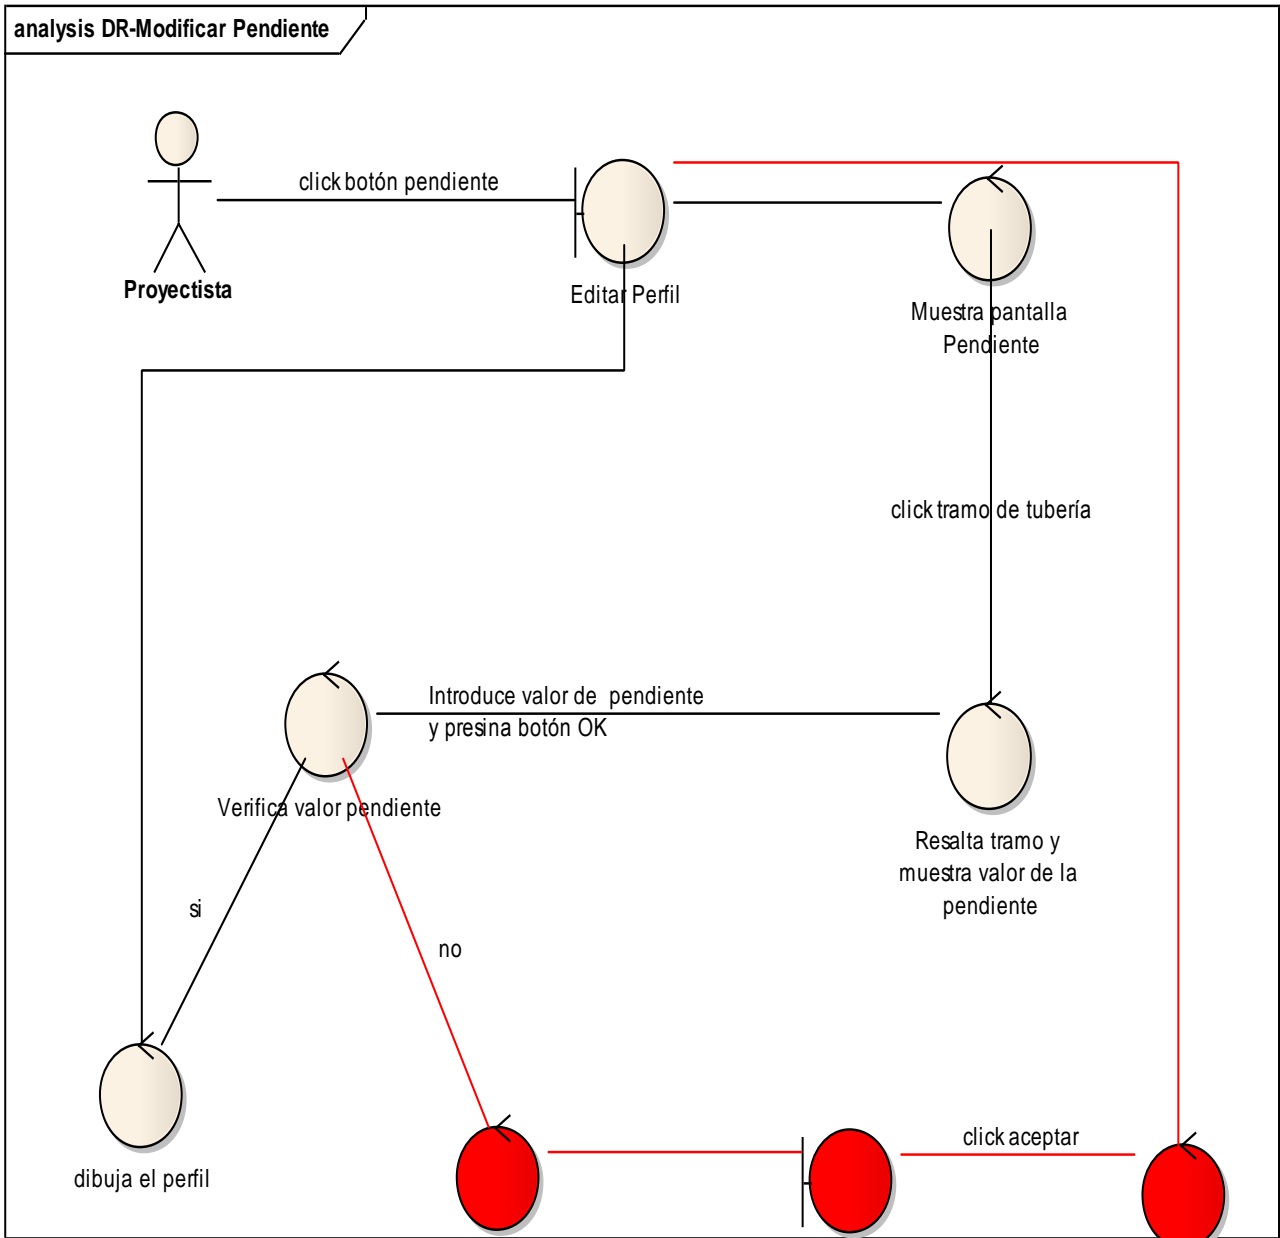 analysis DR-Modificar Pendiente
click botón pendiente
Proyectista
Editar Perfil
Muestra pantalla
Pendiente
click tramo de tubería
Introduce valor de pendiente
y presina botón OK
Verifica valor pendiente
Resalta tramo y
muestra valor de la
pendiente
si
no
click aceptar
dibuja el perfil